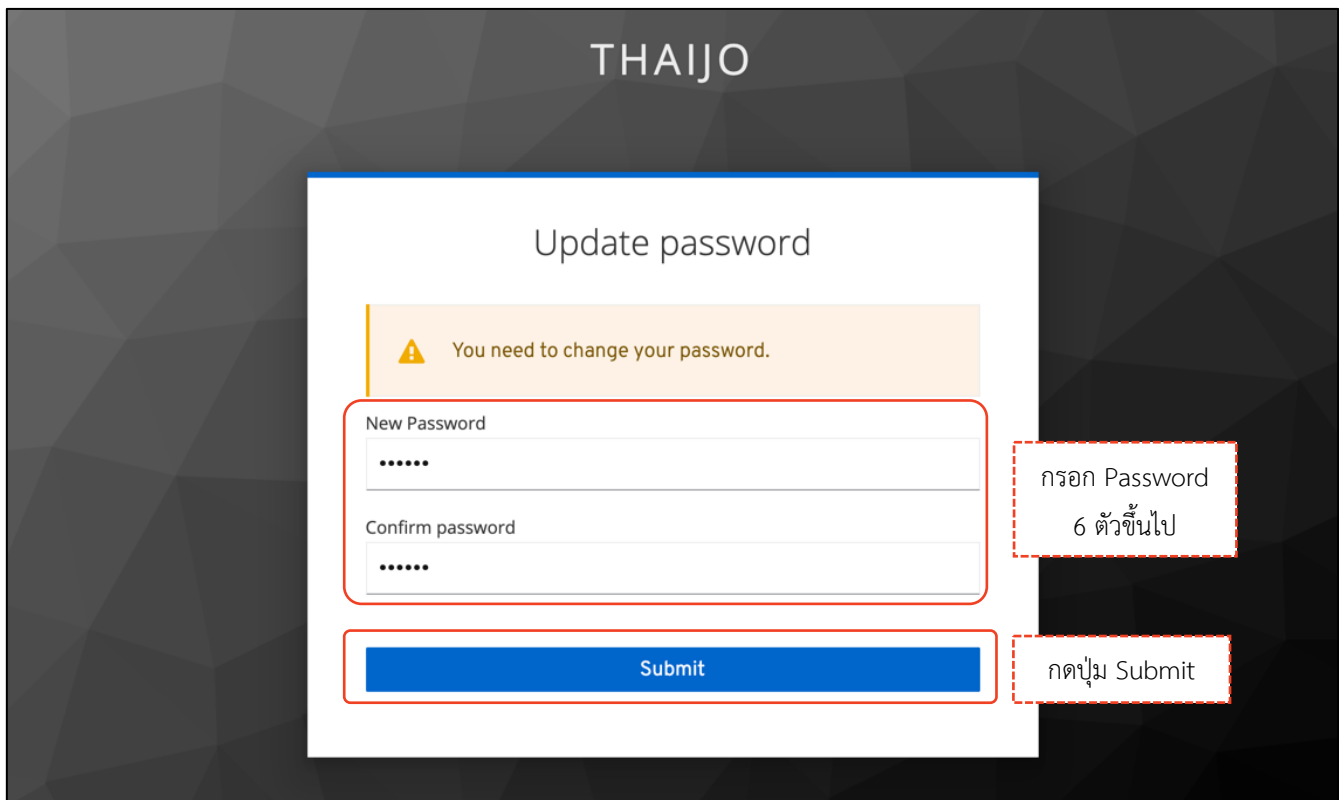 THAIJO
Update password
You need to change your password.
New Password
••••••
กรอก Password
6 ตัวขึ้นไป
Confirm password
••••••
Submit
กดปุ่ม Submit